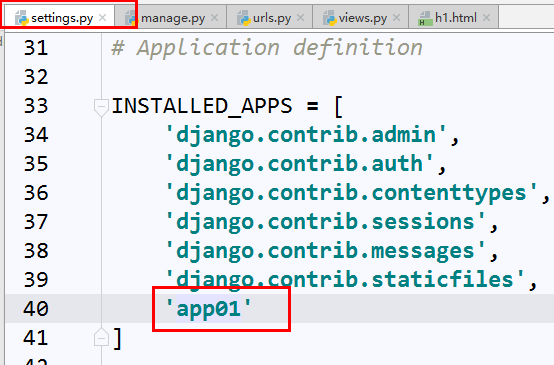 settings.py manage.py urls.py views.py h1.html
31 # Application definition
32
33 INSTALLED_APPS = [
34 'django.contrib.admin',
35 'django.contrib.auth',
36 'django.contrib.contenttypes',
37 'django.contrib.sessions',
38 'django.contrib.messages',
39 'django.contrib.staticfiles',
40 'app01'
41 ]